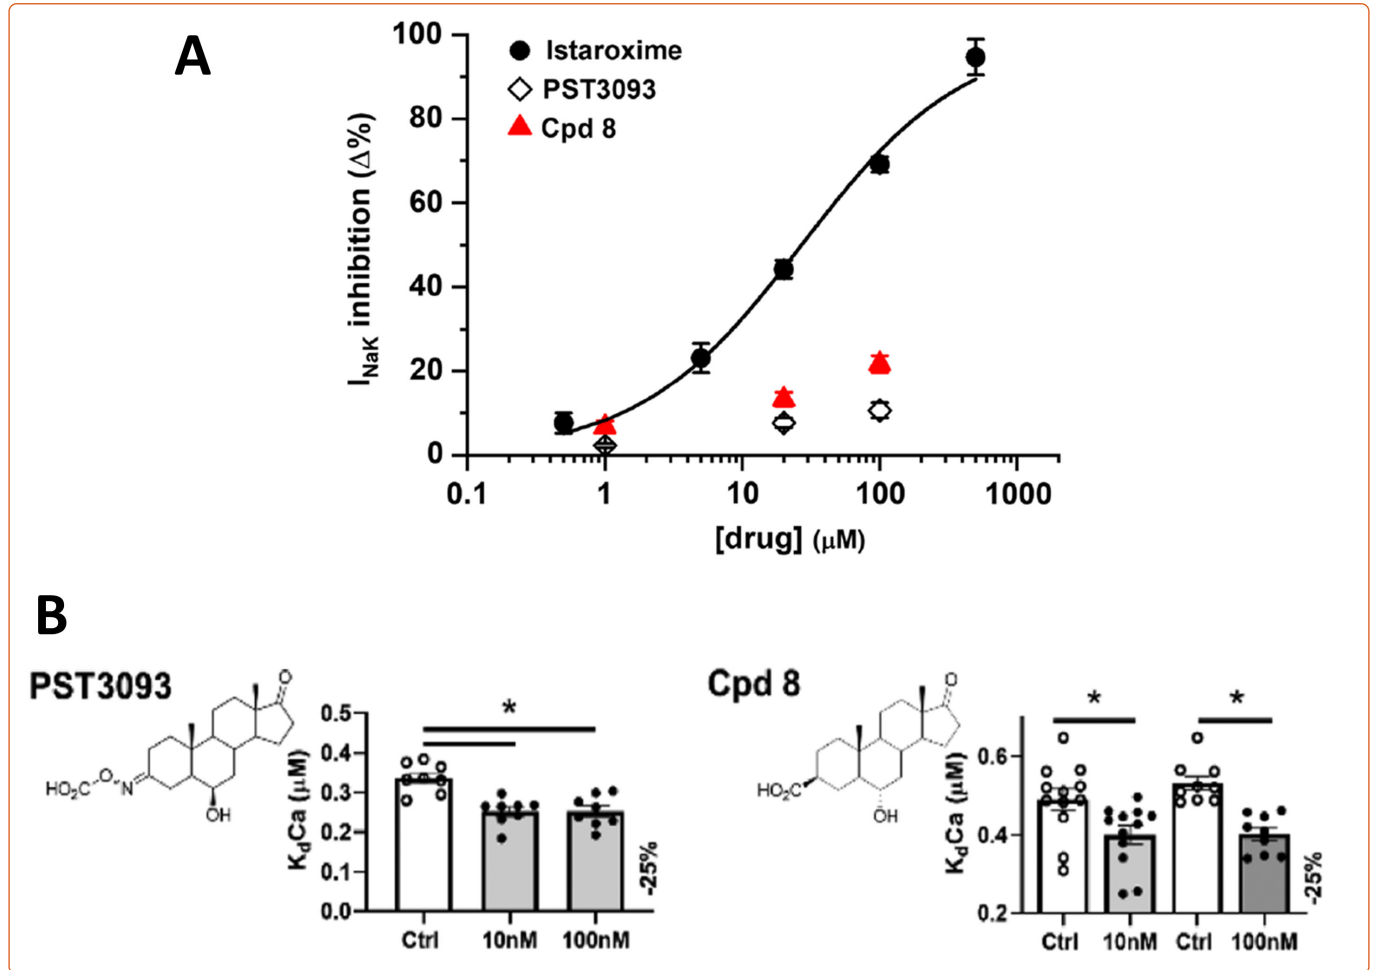 A
100
80
60
40
20
0
I_NaK inhibition (Δ%)
Istaroxime
PST3093
Cpd 8
0.1 1 10 100 1000
[drug] (μM)
B
PST3093
O
HO₂C O N
OH
0.5
0.4
0.3
0.2
0.1
0.0
K_dCa (μM)
*
-25%
Ctrl 10nM 100nM
Cpd 8
O
HO₂C
OH
0.6
0.4
0.2
K_dCa (μM)
* *
-25%
Ctrl 10nM Ctrl 100nM